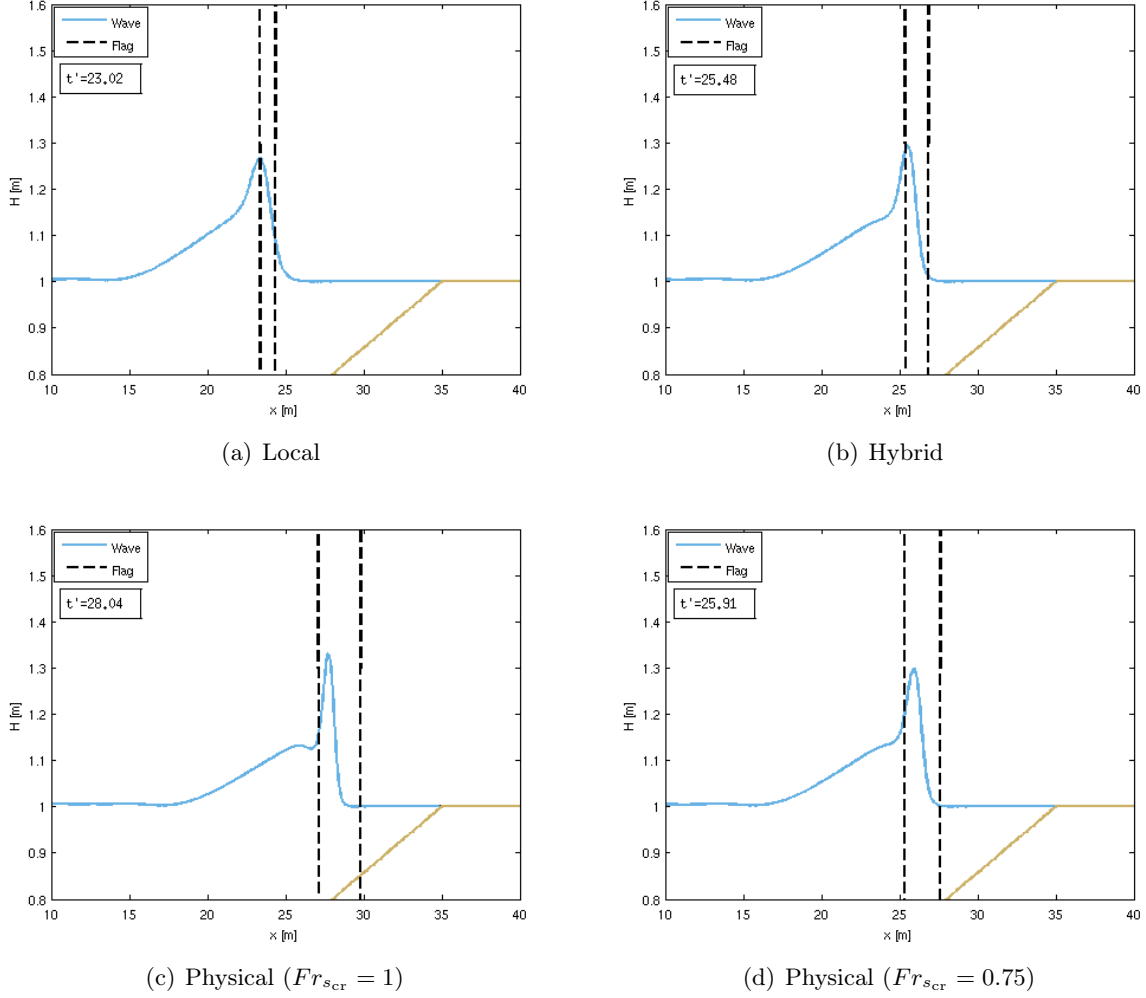 1.6
Wave
Flag
1.5
t'=23.02
1.4
1.3
H [m]
1.2
1.1
1
0.9
0.8
10 15 20 25 30 35 40
x [m]
(a) Local
1.6
Wave
Flag
1.5
t'=25.48
1.4
1.3
H [m]
1.2
1.1
1
0.9
0.8
10 15 20 25 30 35 40
x [m]
(b) Hybrid
1.6
Wave
Flag
1.5
t'=28.04
1.4
1.3
H [m]
1.2
1.1
1
0.9
0.8
10 15 20 25 30 35 40
x [m]
(c) Physical (Fr_{s_{cr}} = 1)
1.6
Wave
Flag
1.5
t'=25.91
1.4
1.3
H [m]
1.2
1.1
1
0.9
0.8
10 15 20 25 30 35 40
x [m]
(d) Physical (Fr_{s_{cr}} = 0.75)